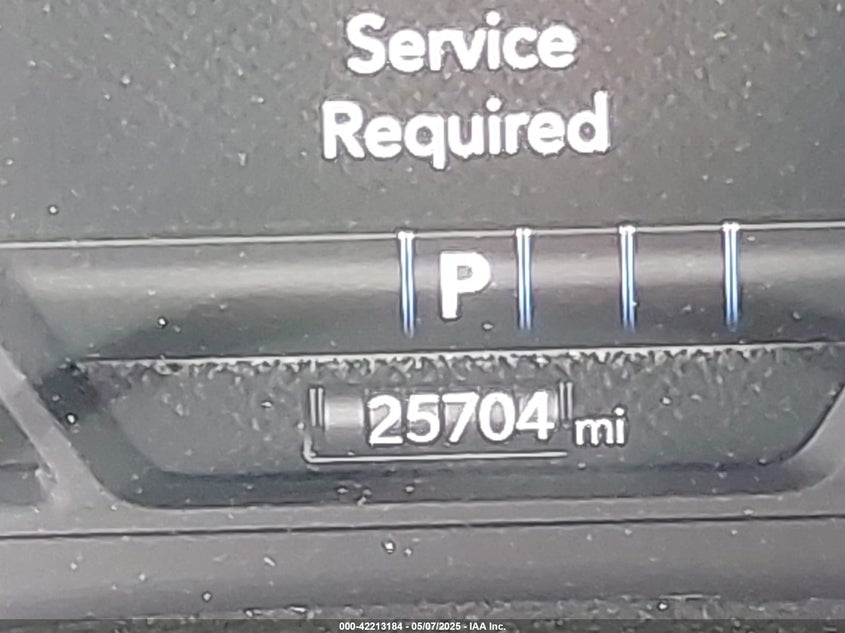 Service
Required
P
25704 mi
000-42213184 - 05/07/2025 - IAA Inc.